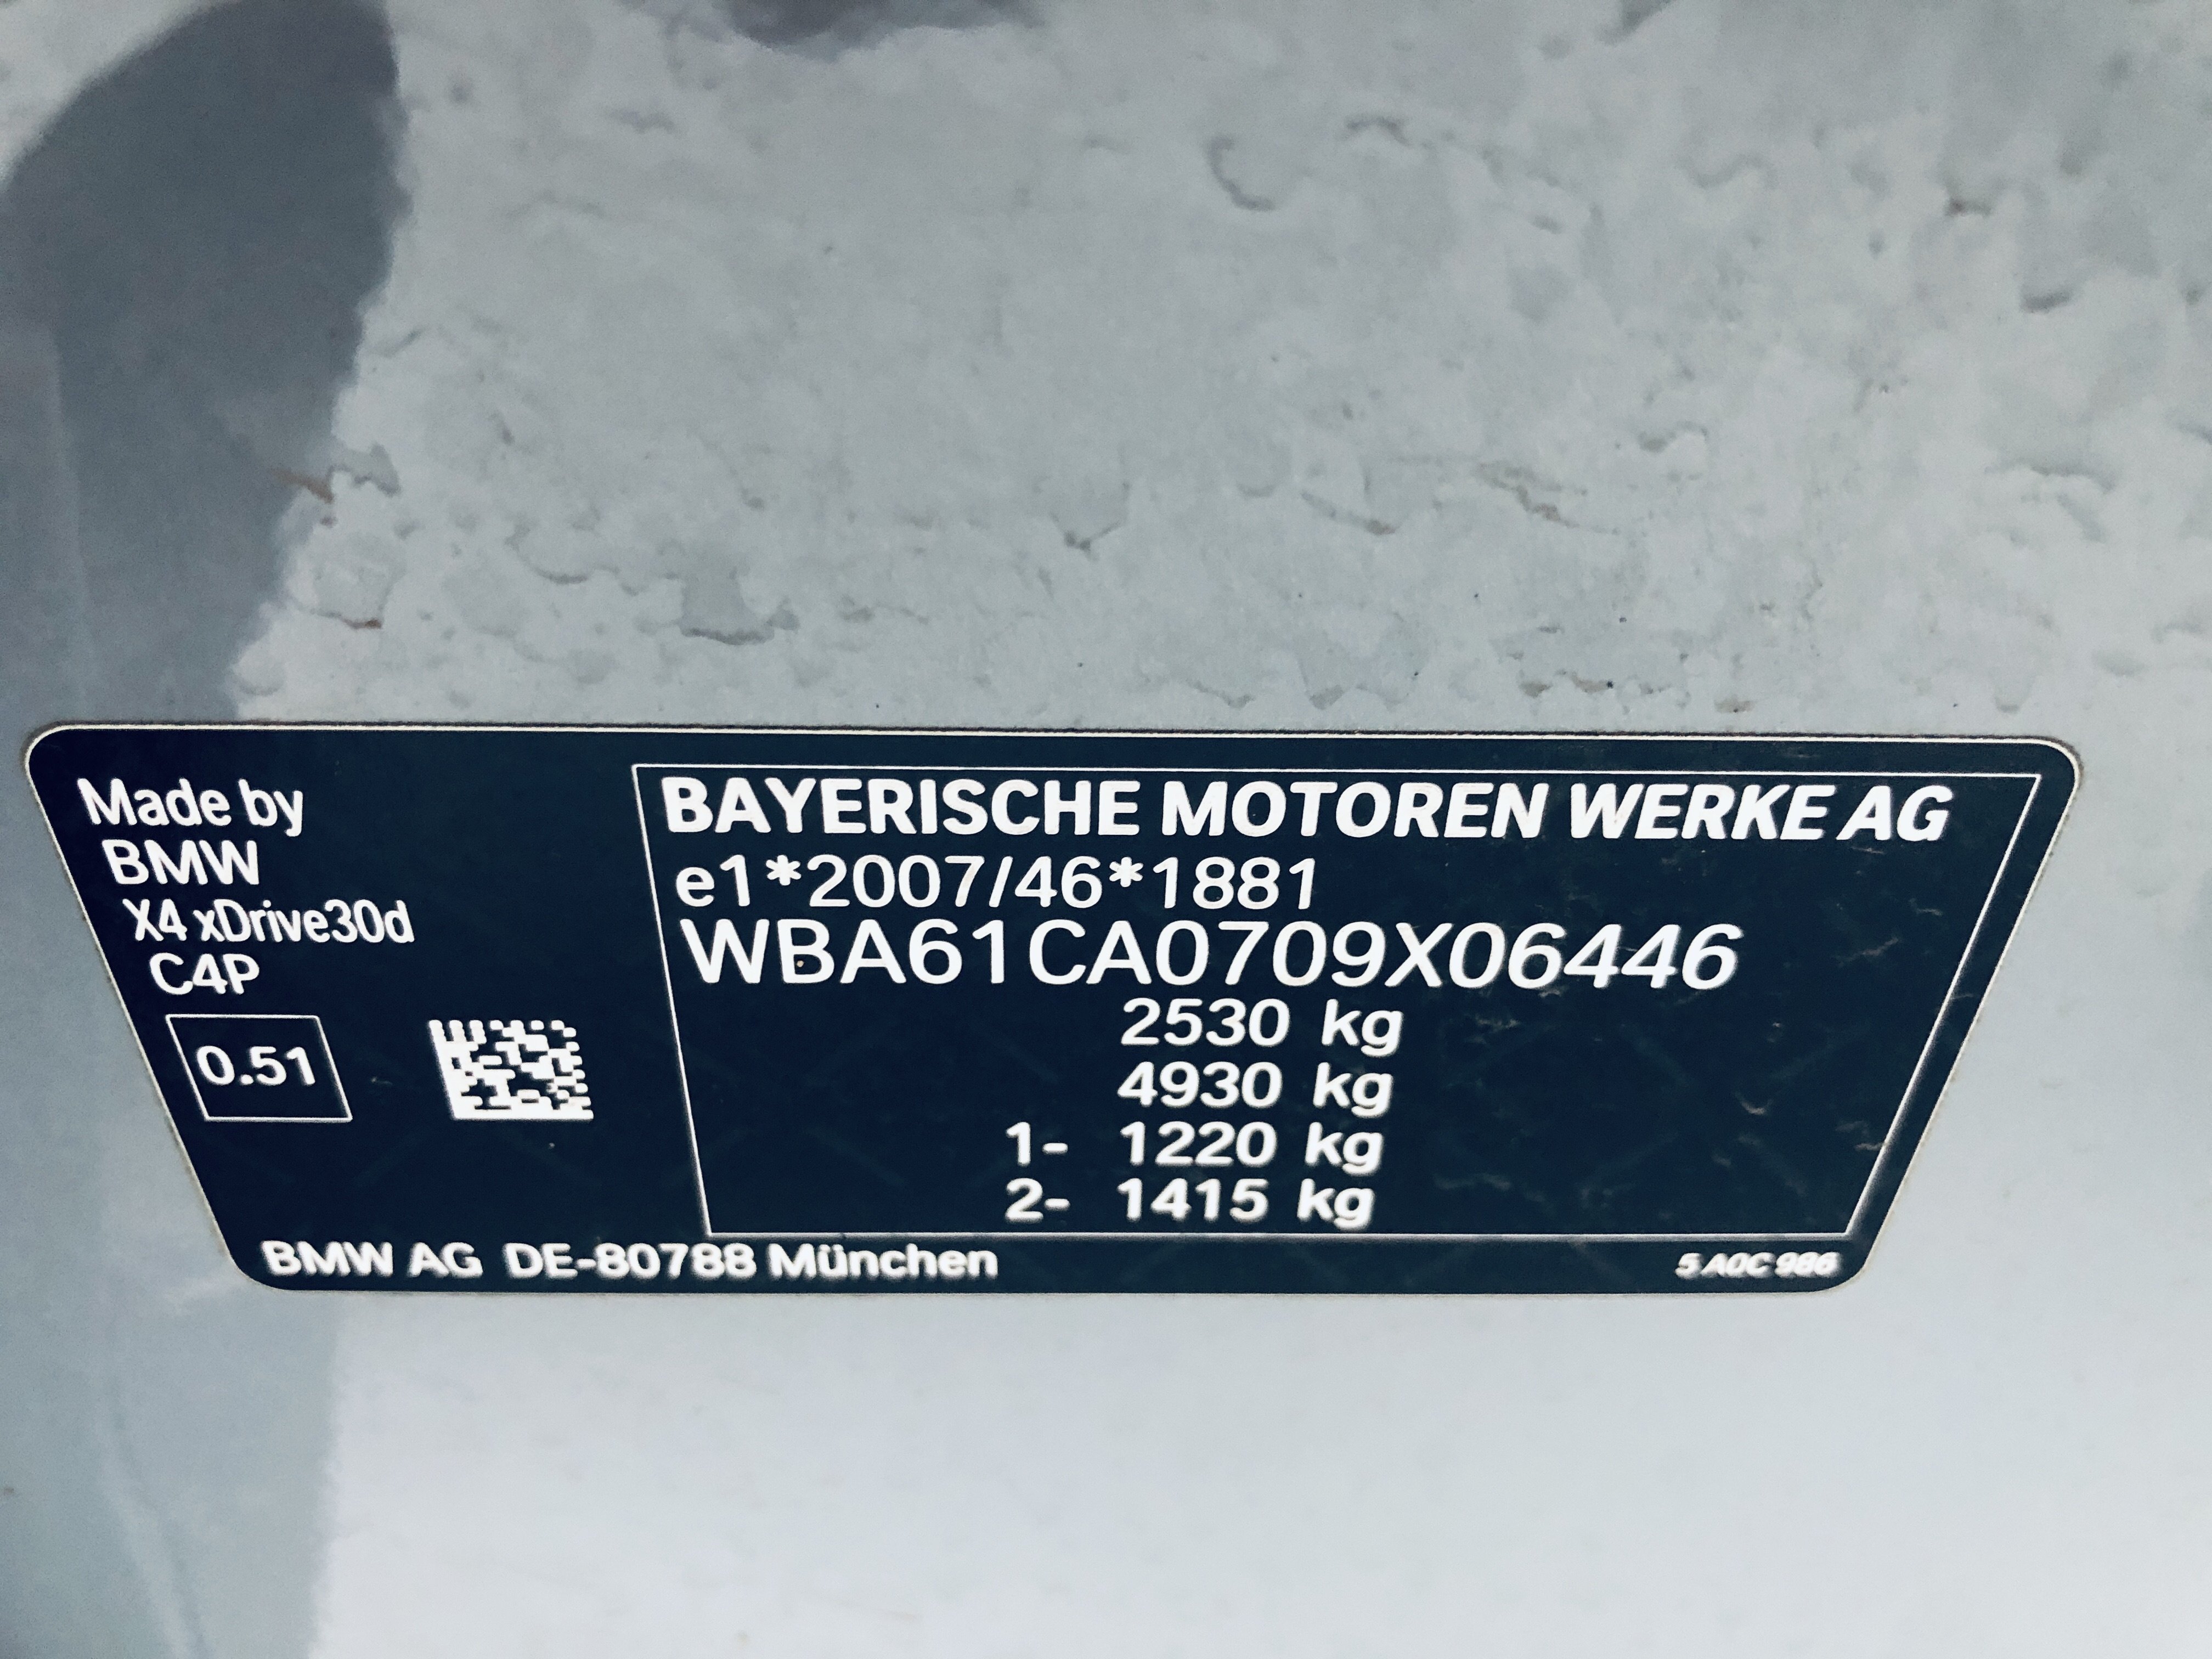 Made by
BMW
X4 xDrive30d
C4P
0.51
BAYERISCHE MOTOREN WERKE AG
e1*2007/46*1881
WBA61CA0709X06446
2530 kg
4930 kg
1- 1220 kg
2- 1415 kg
BMW AG DE-80788 München
5 A0C 986